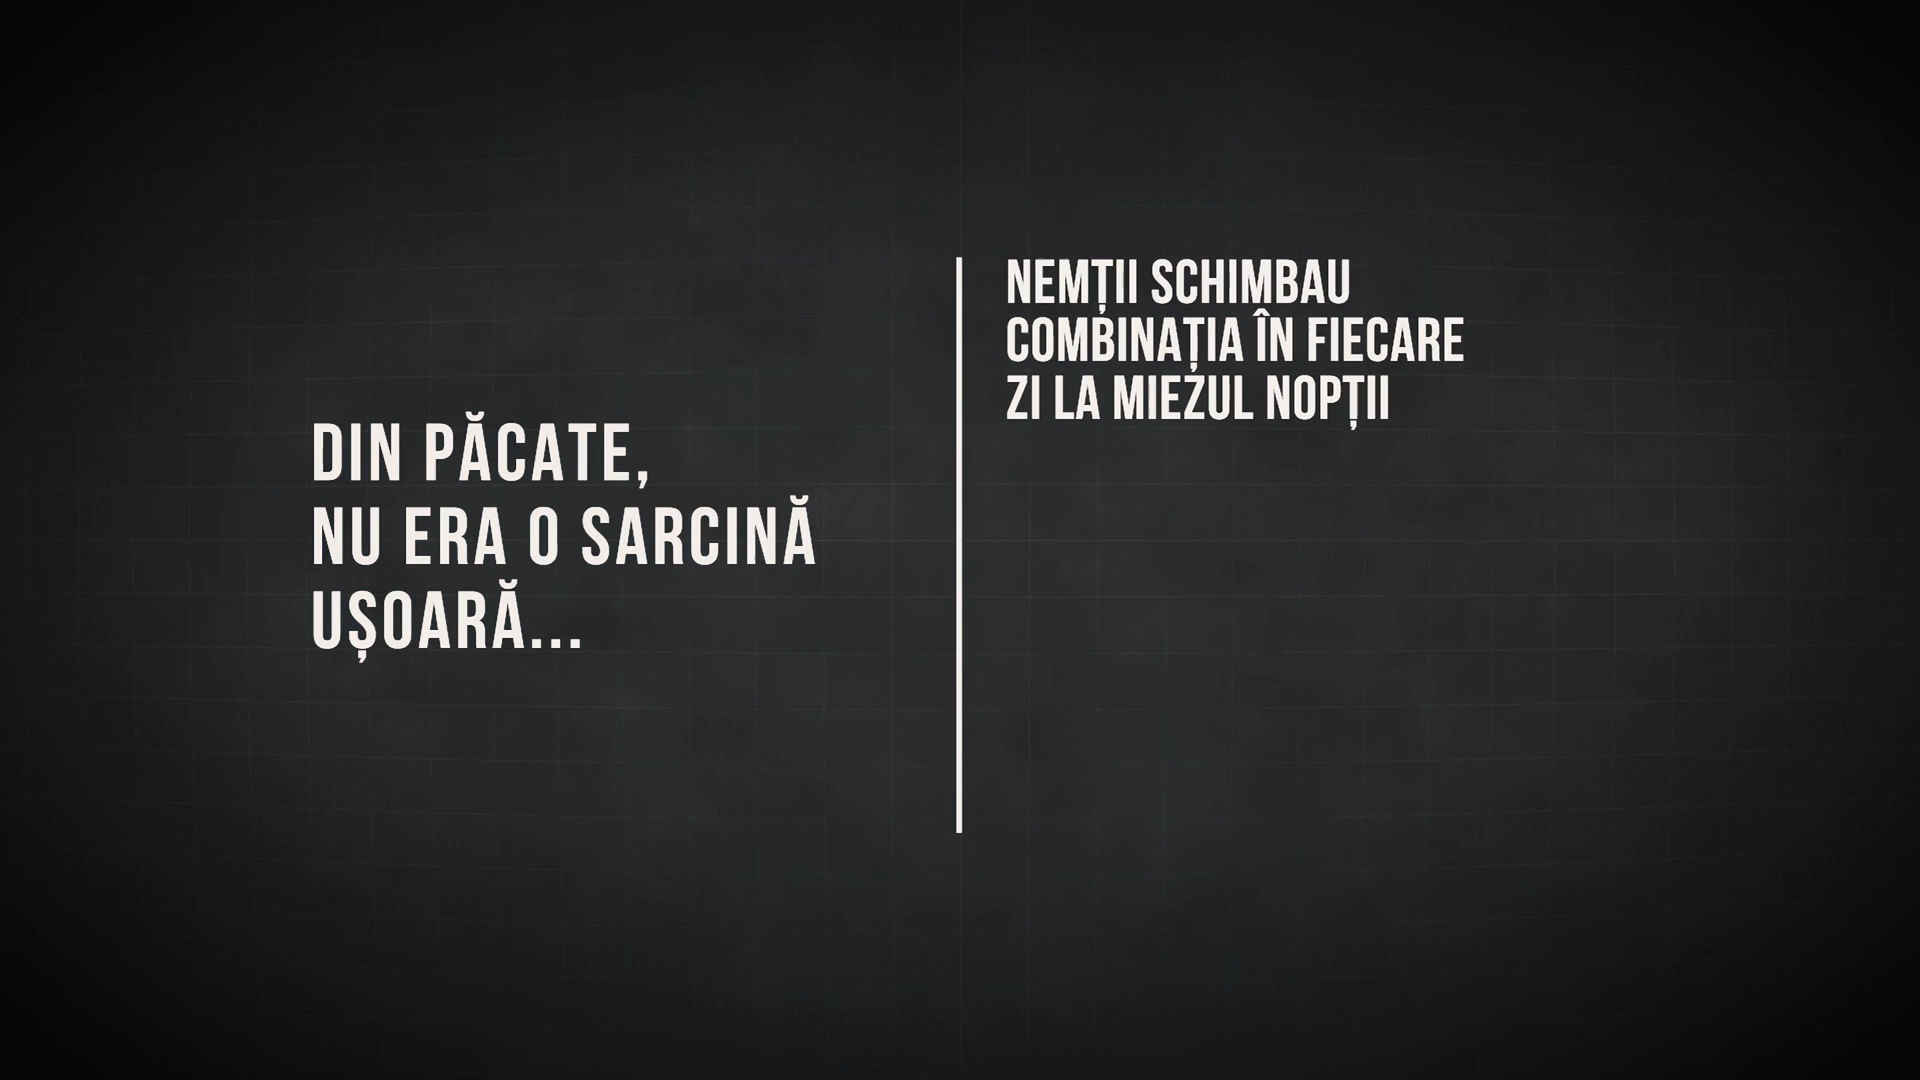 DIN PĂCATE,
NU ERA O SARCINĂ
UȘOARĂ...
NEMȚII SCHIMBAU
COMBINAȚIA ÎN FIECARE
ZI LA MIEZUL NOPȚII